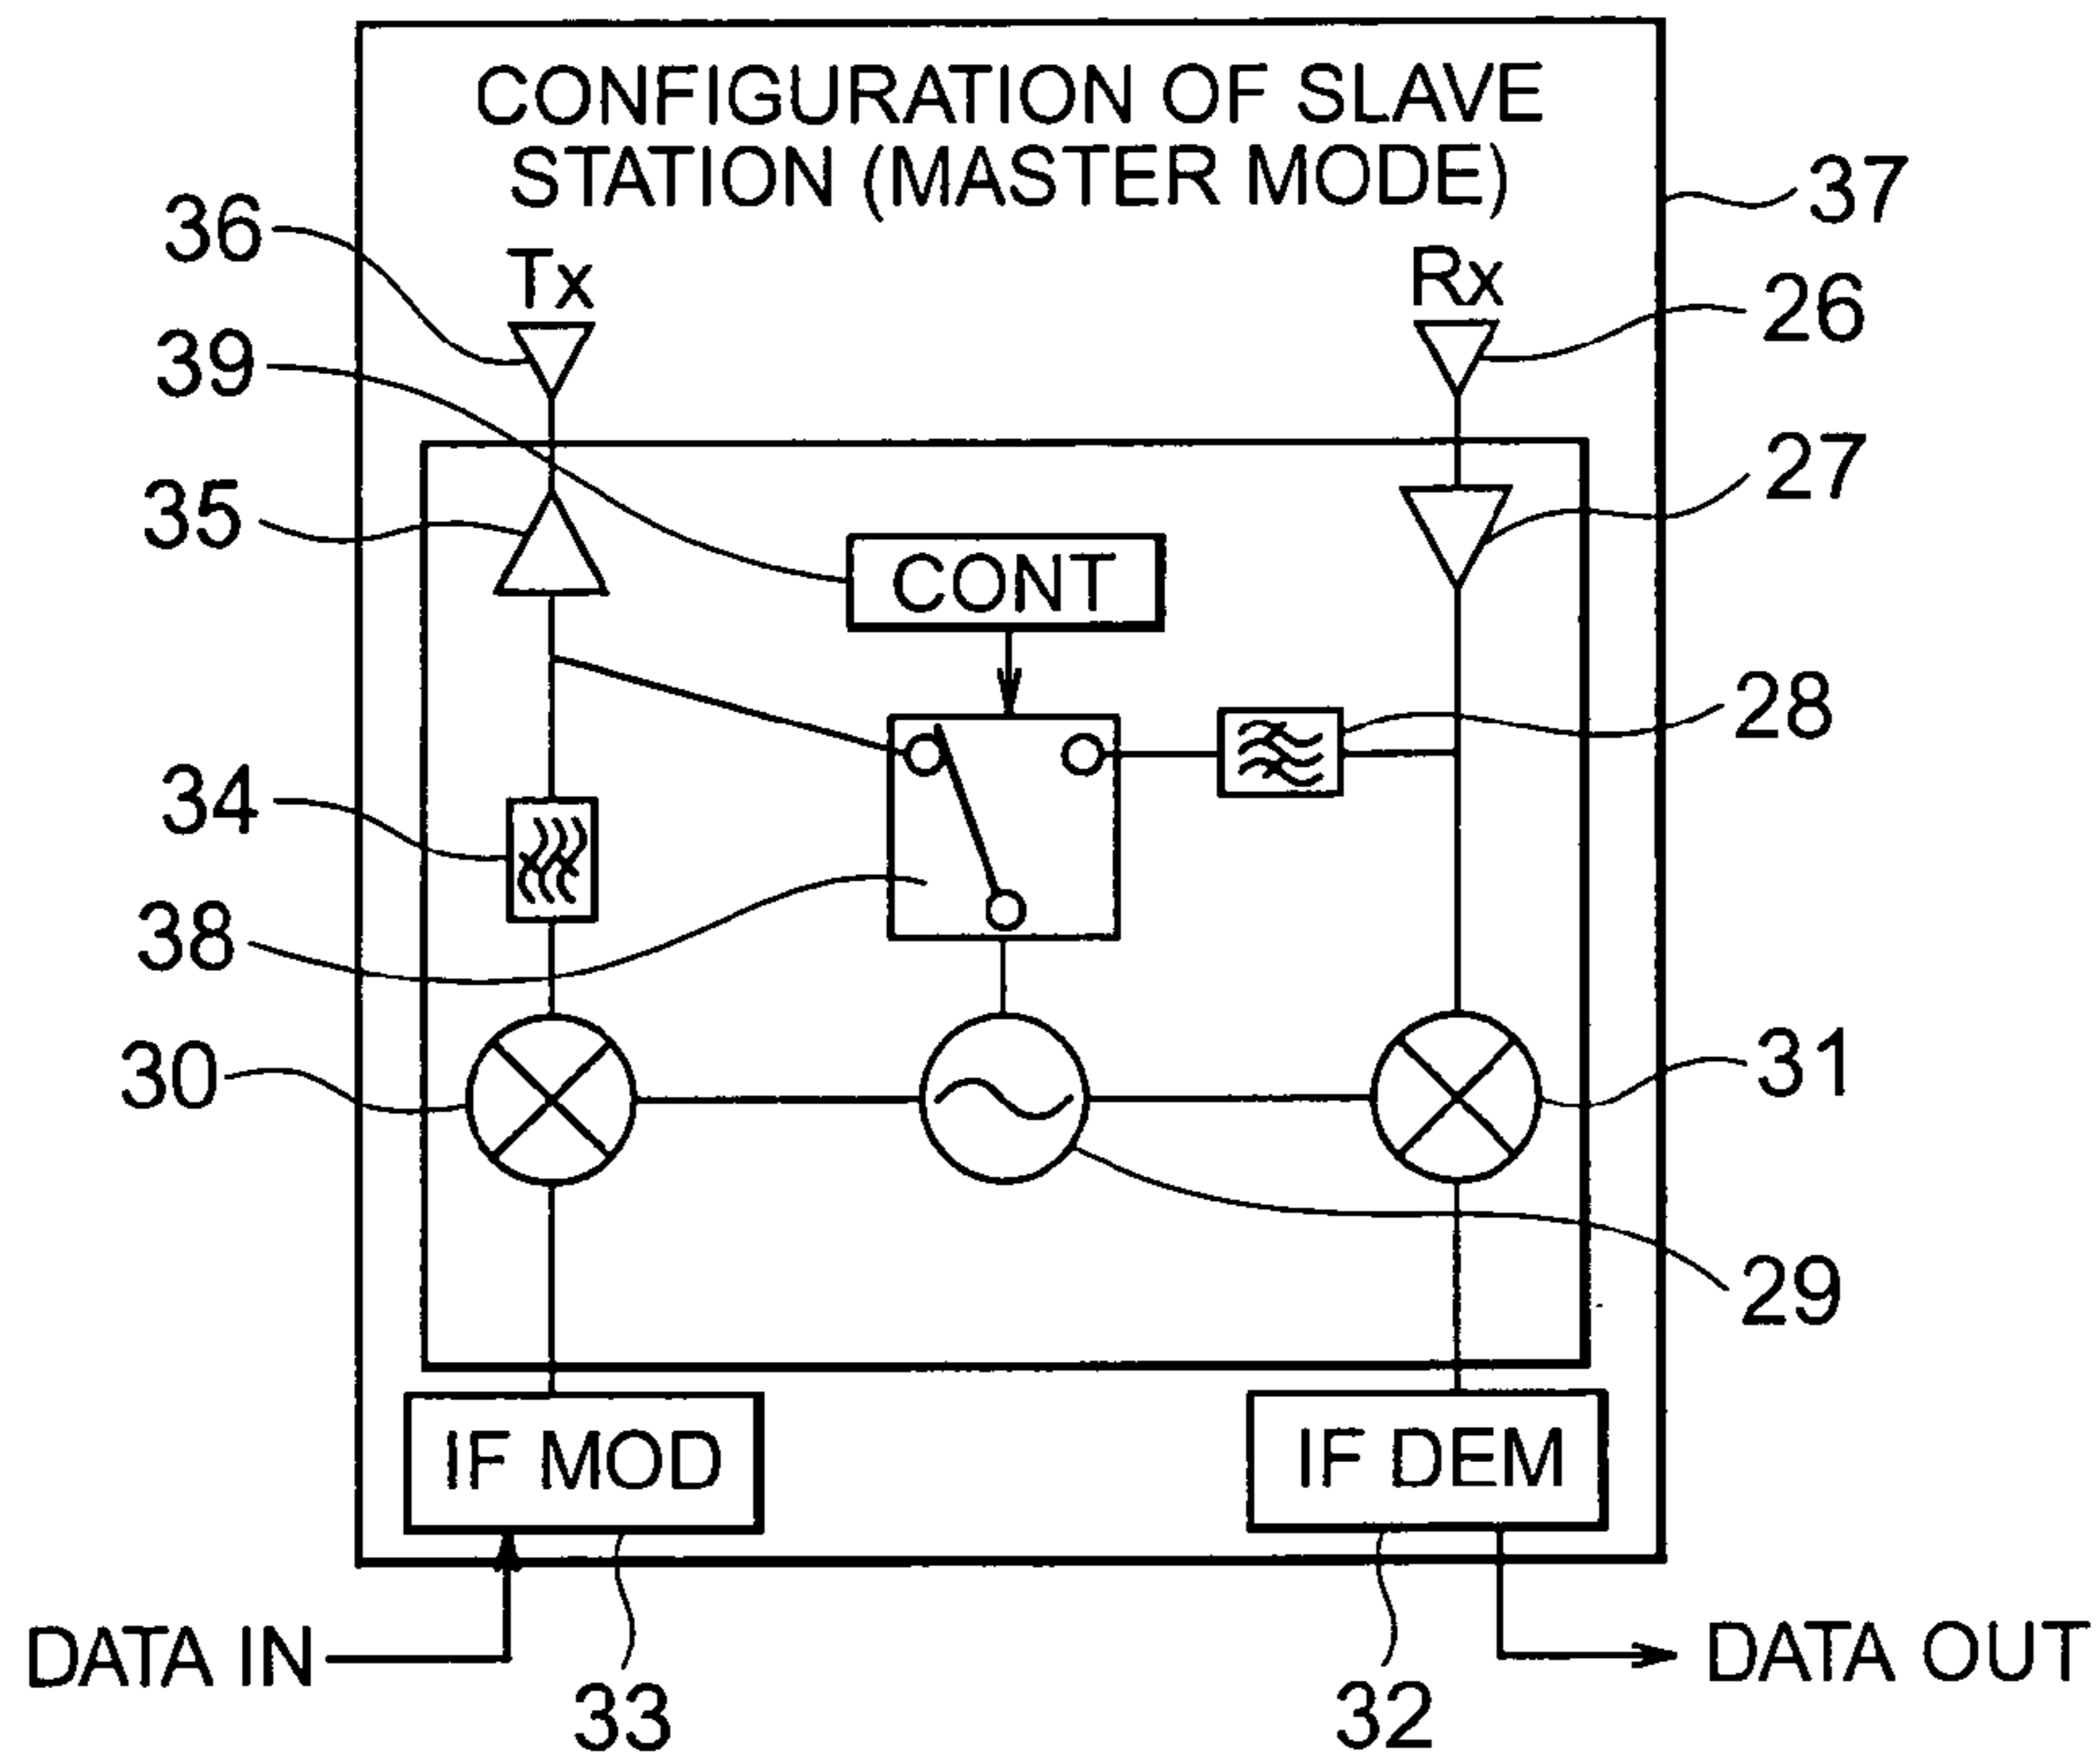 CONFIGURATION OF SLAVE
STATION (MASTER MODE)
37
36
Tx
Rx
26
39
27
35
CONT
28
34
38
30
31
29
IF MOD
IF DEM
DATA IN
DATA OUT
33
32